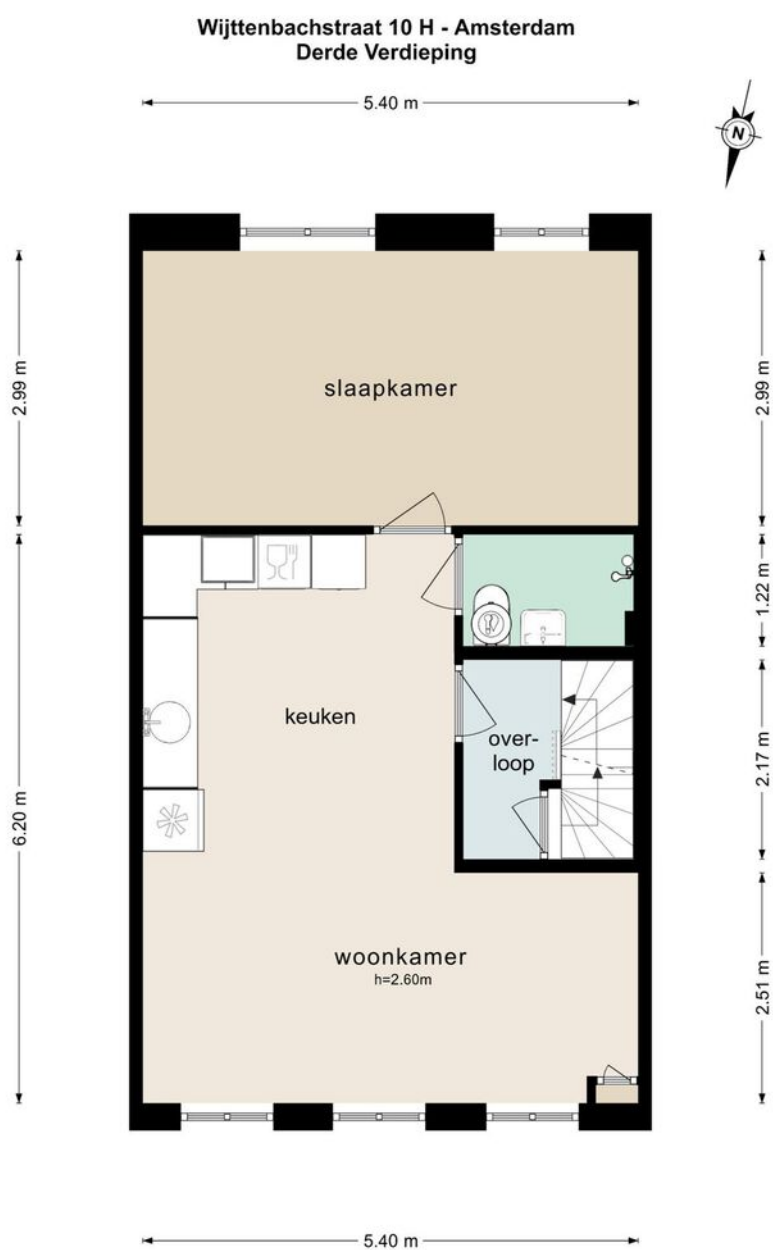 Wijttenbachstraat 10 H - Amsterdam
Derde Verdieping
5.40 m
N
2.99 m
2.99 m
slaapkamer
1.22 m
keuken
over-
loop
2.17 m
6.20 m
woonkamer
h=2.60m
2.51 m
5.40 m